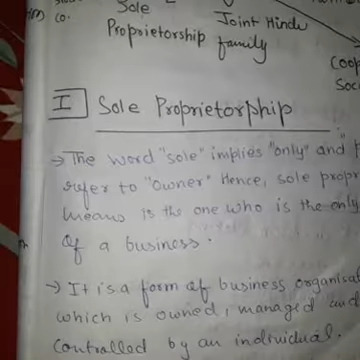 Co.
Sole
Proprietorship
Joint Hindu
family
I Sole Proprietorship
→ The word "sole" implies "only" and
refer to "owner" Hence, sole
means is the one who is the only
of a business.
→ It is a form of business
which is owned, managed and
controlled by an individual.